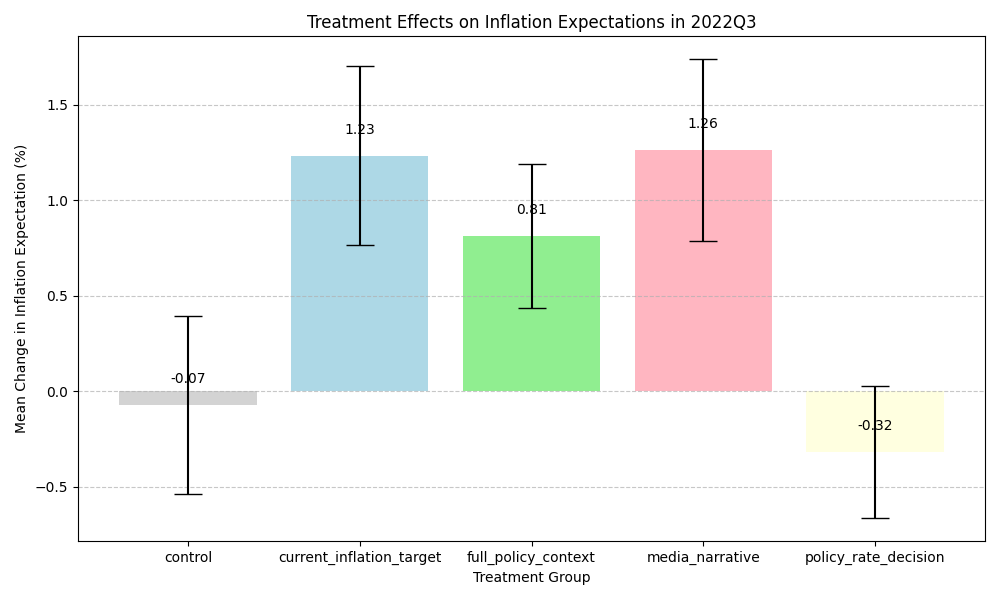 Treatment Effects on Inflation Expectations in 2022Q3
Mean Change in Inflation Expectation (%)
1.5
1.0
0.5
0.0
−0.5
-0.07
1.23
0.81
1.26
-0.32
control
current_inflation_target
full_policy_context
media_narrative
policy_rate_decision
Treatment Group